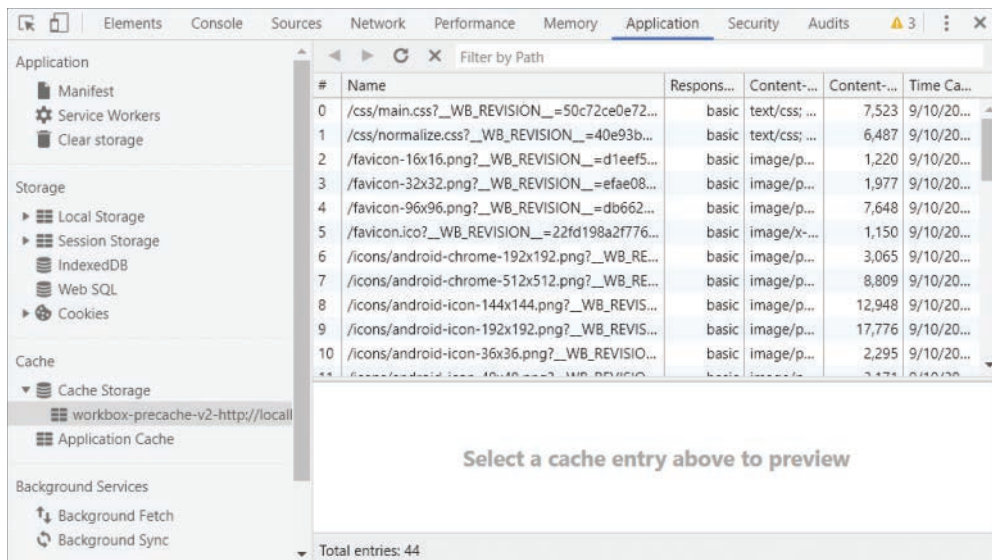 Elements Console Sources Network Performance Memory Application Security Audits 3
Application
Manifest
Service Workers
Clear storage
Storage
Local Storage
Session Storage
IndexedDB
Web SQL
Cookies
Cache
Cache Storage
workbox-precache-v2-http://locall
Application Cache
Background Services
Background Fetch
Background Sync
Filter by Path
# Name Respons... Content-... Content-... Time Ca...
0 /css/main.css?__WB_REVISION__=50c72ce0e72... basic text/css; ... 7,523 9/10/20...
1 /css/normalize.css?__WB_REVISION__=40e93b... basic text/css; ... 6,487 9/10/20...
2 /favicon-16x16.png?__WB_REVISION__=d1eef5... basic image/p... 1,220 9/10/20...
3 /favicon-32x32.png?__WB_REVISION__=efae08... basic image/p... 1,977 9/10/20...
4 /favicon-96x96.png?__WB_REVISION__=db662... basic image/p... 7,648 9/10/20...
5 /favicon.ico?__WB_REVISION__=22fd198a2f776... basic image/x-... 1,150 9/10/20...
6 /icons/android-chrome-192x192.png?__WB_RE... basic image/p... 3,065 9/10/20...
7 /icons/android-chrome-512x512.png?__WB_RE... basic image/p... 8,809 9/10/20...
8 /icons/android-icon-144x144.png?__WB_REVIS... basic image/p... 12,948 9/10/20...
9 /icons/android-icon-192x192.png?__WB_REVIS... basic image/p... 17,776 9/10/20...
10 /icons/android-icon-36x36.png?__WB_REVISIO... basic image/p... 2,295 9/10/20...
Select a cache entry above to preview
Total entries: 44